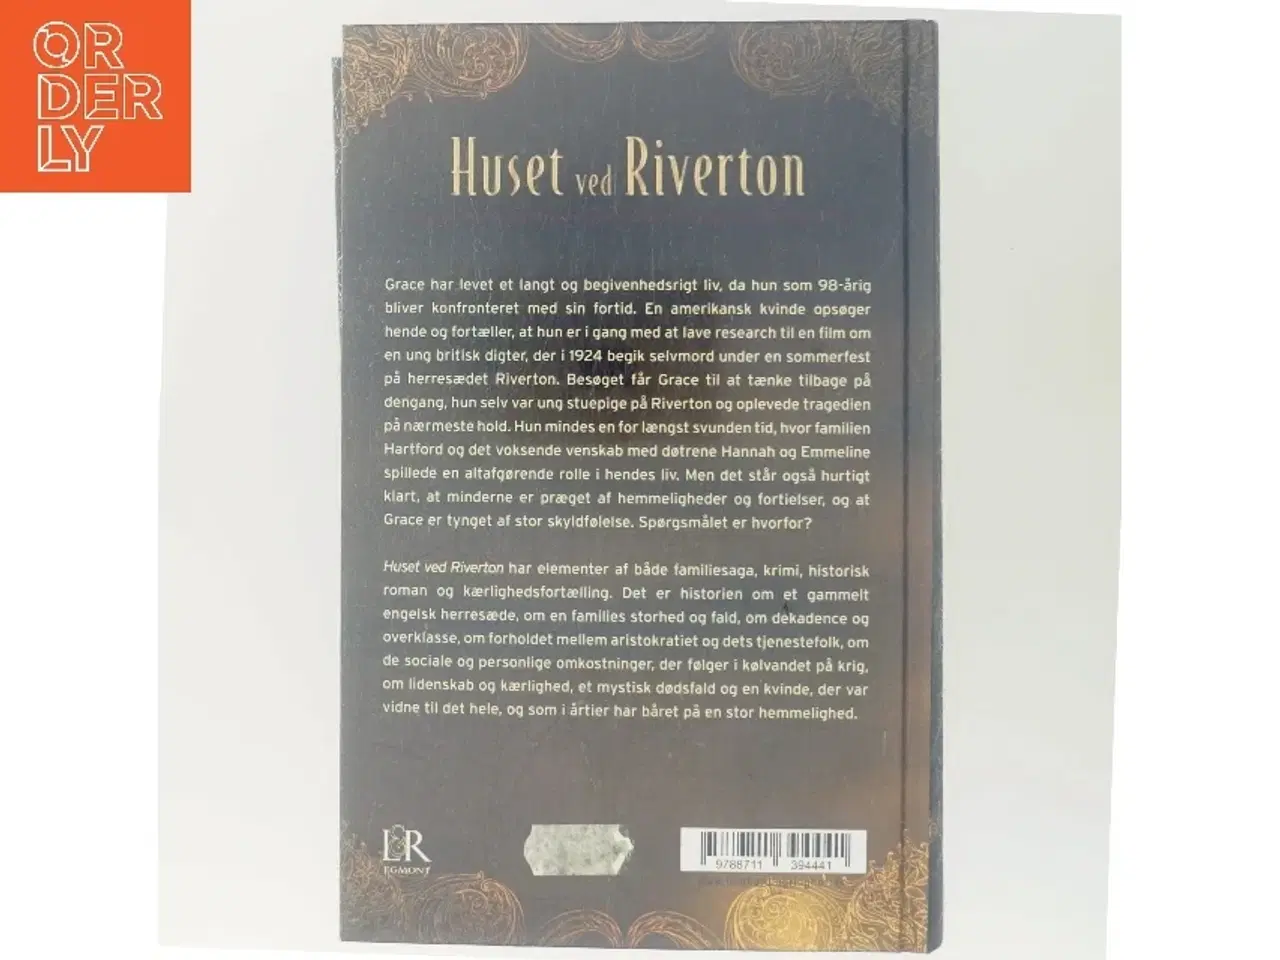 OR
DER
LY
Huset ved Riverton
Grace har levet et langt og begivenhedsrigt liv, da hun som 98-årig
bliver konfronteret med sin fortid. En amerikansk kvinde opsøger
hende og fortæller, at hun er i gang med at lave research til en film om
en ung britisk digter, der i 1924 begik selvmord under en sommerfest
på herresædet Riverton. Besøget får Grace til at tænke tilbage på
dengang, hun selv var ung stuepige på Riverton og oplevede tragedien
på nærmeste hold. Hun mindes en for længst svunden tid, hvor familien
Hartford og det voksende venskab med døtrene Hannah og Emmeline
spillede en altafgørende rolle i hendes liv. Men det står også hurtigt
klart, at minderne er præget af hemmeligheder og fortielser, og at
Grace er tynget af stor skyldfølelse. Spørgsmålet er hvorfor?
Huset ved Riverton har elementer af både familiesaga, krimi, historisk
roman og kærlighedsfortælling. Det er historien om et gammelt
engelsk herresæde, om en families storhed og fald, om dekadence og
overklasse, om forholdet mellem aristokratiet og dets tjenestefolk, om
de sociale og personlige omkostninger, der følger i kølvandet på krig,
om lidenskab og kærlighed, et mystisk dødsfald og en kvinde, der var
vidne til det hele, og som i årtier har båret på en stor hemmelighed.
L&R
EGMONT
9788711 394441